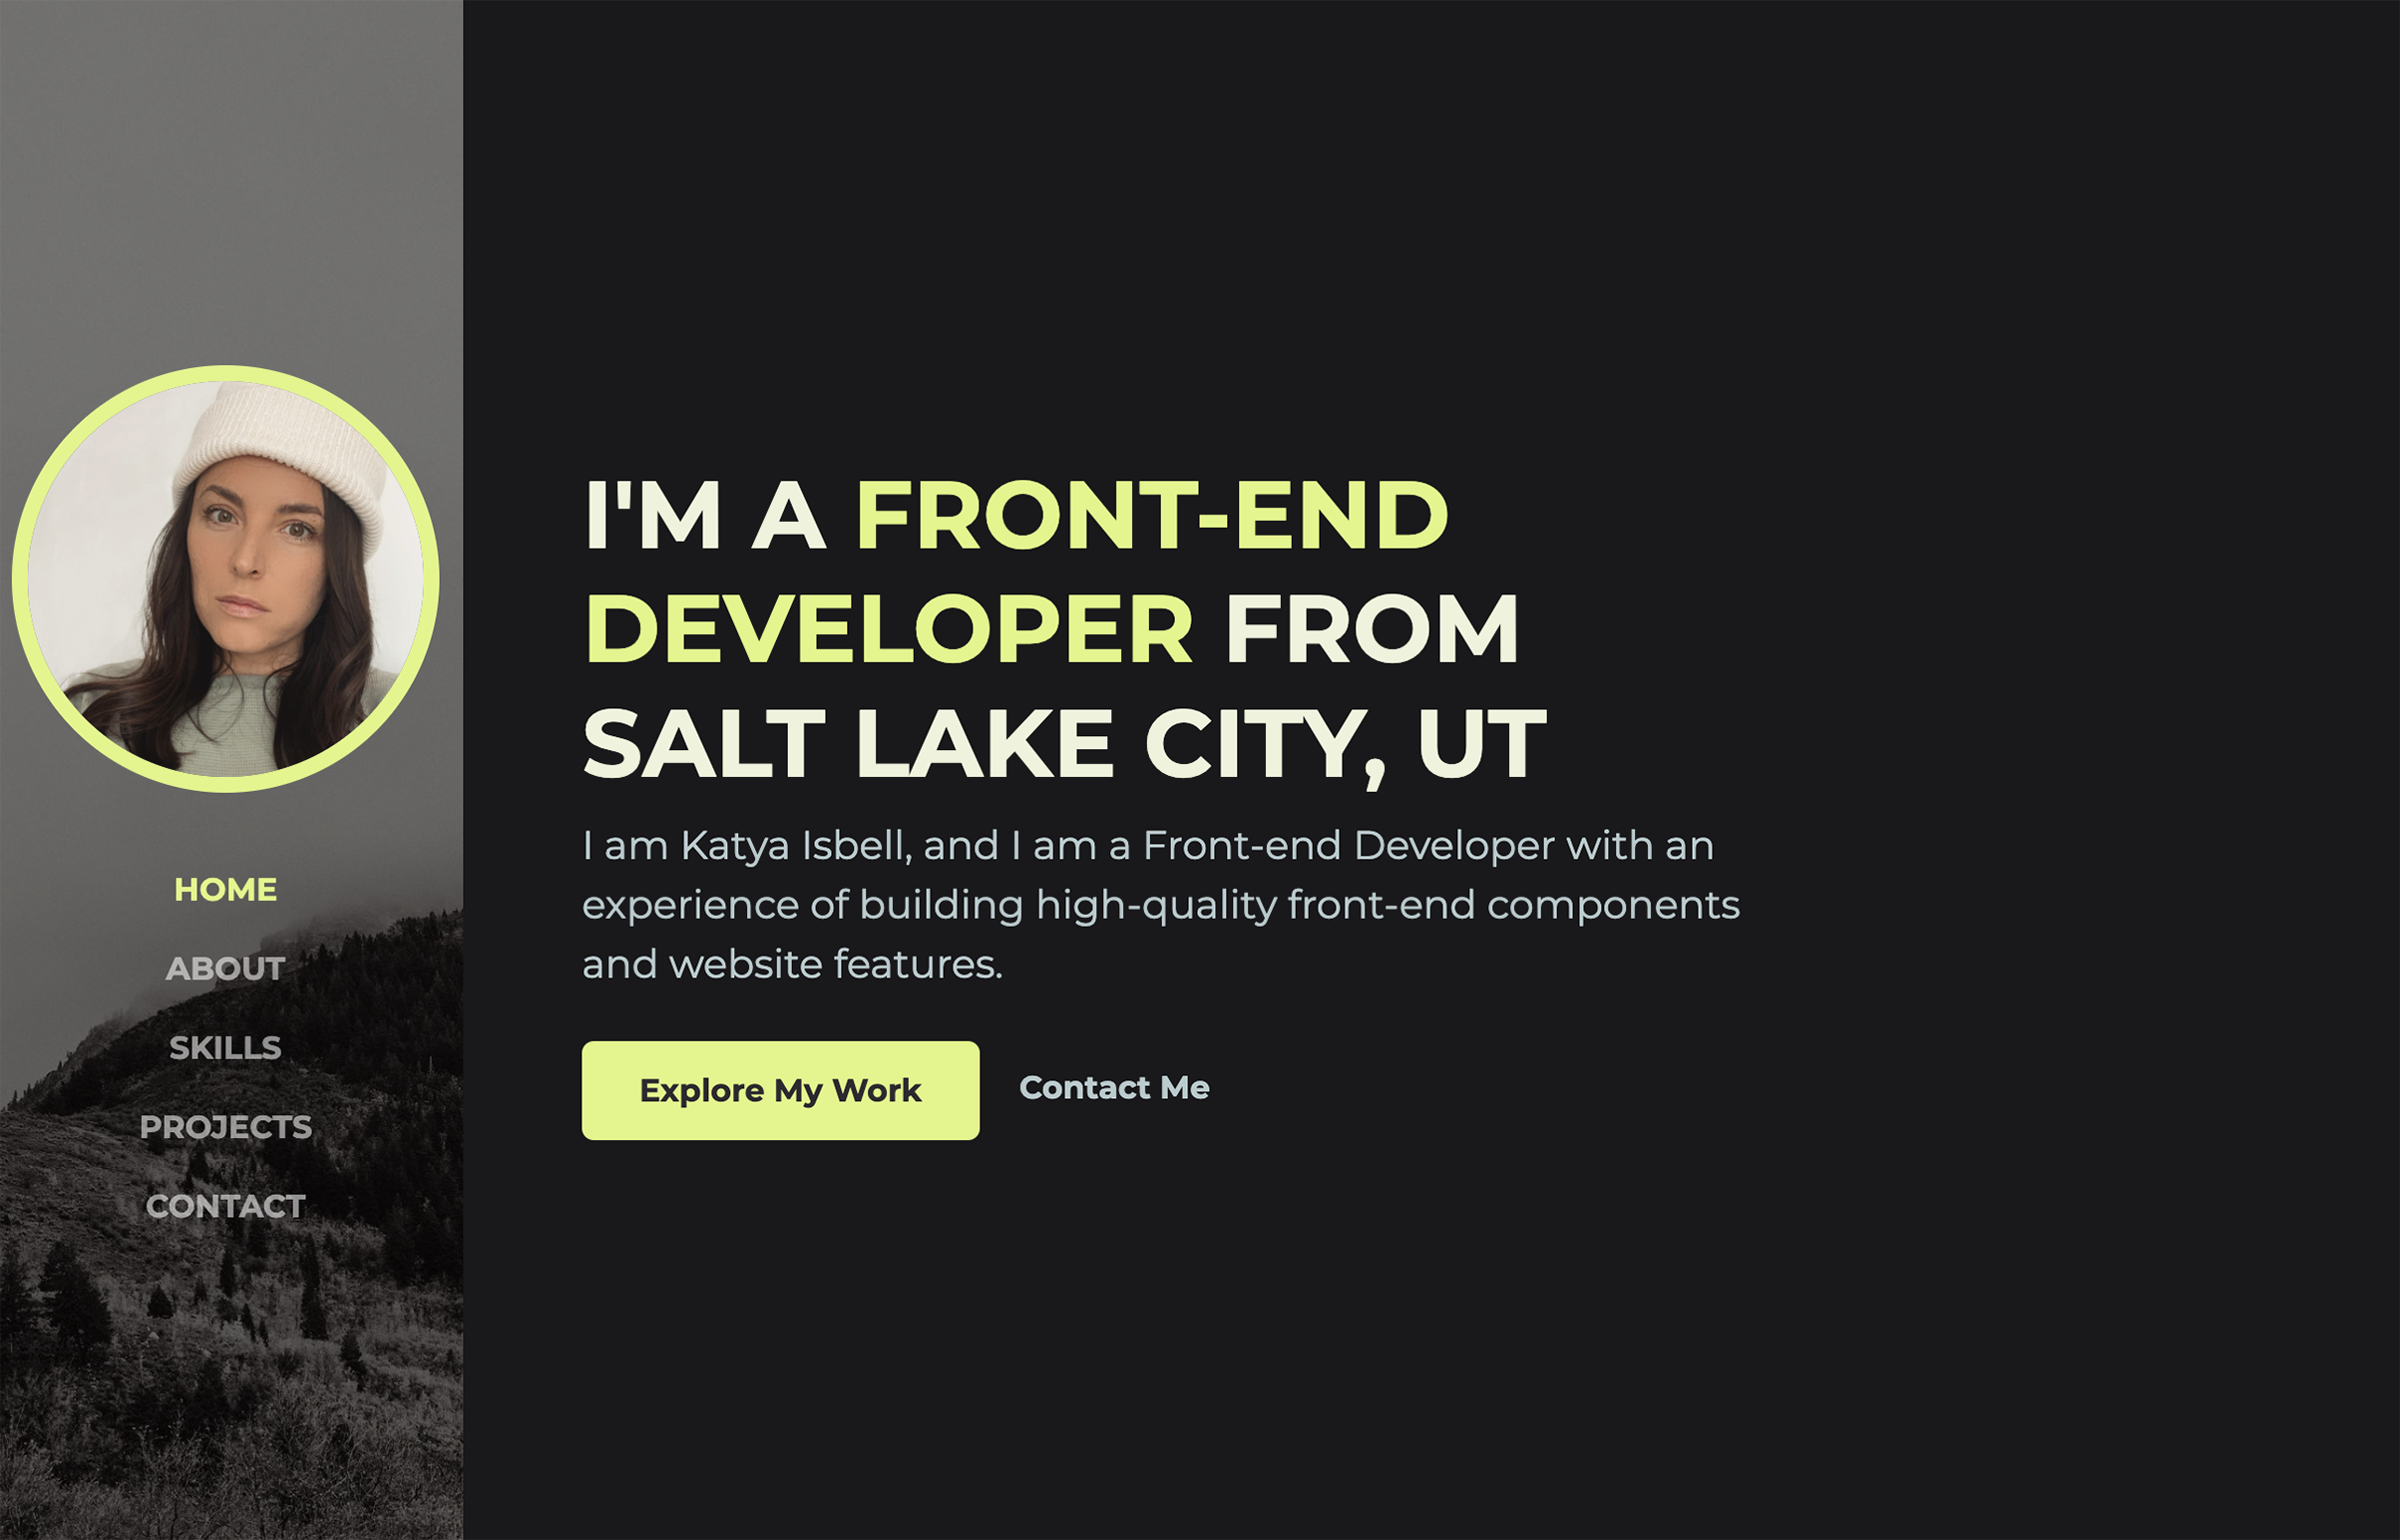 HOME
ABOUT
SKILLS
PROJECTS
CONTACT
I'M A FRONT-END
DEVELOPER FROM
SALT LAKE CITY, UT
I am Katya Isbell, and I am a Front-end Developer with an
experience of building high-quality front-end components
and website features.
Explore My Work
Contact Me